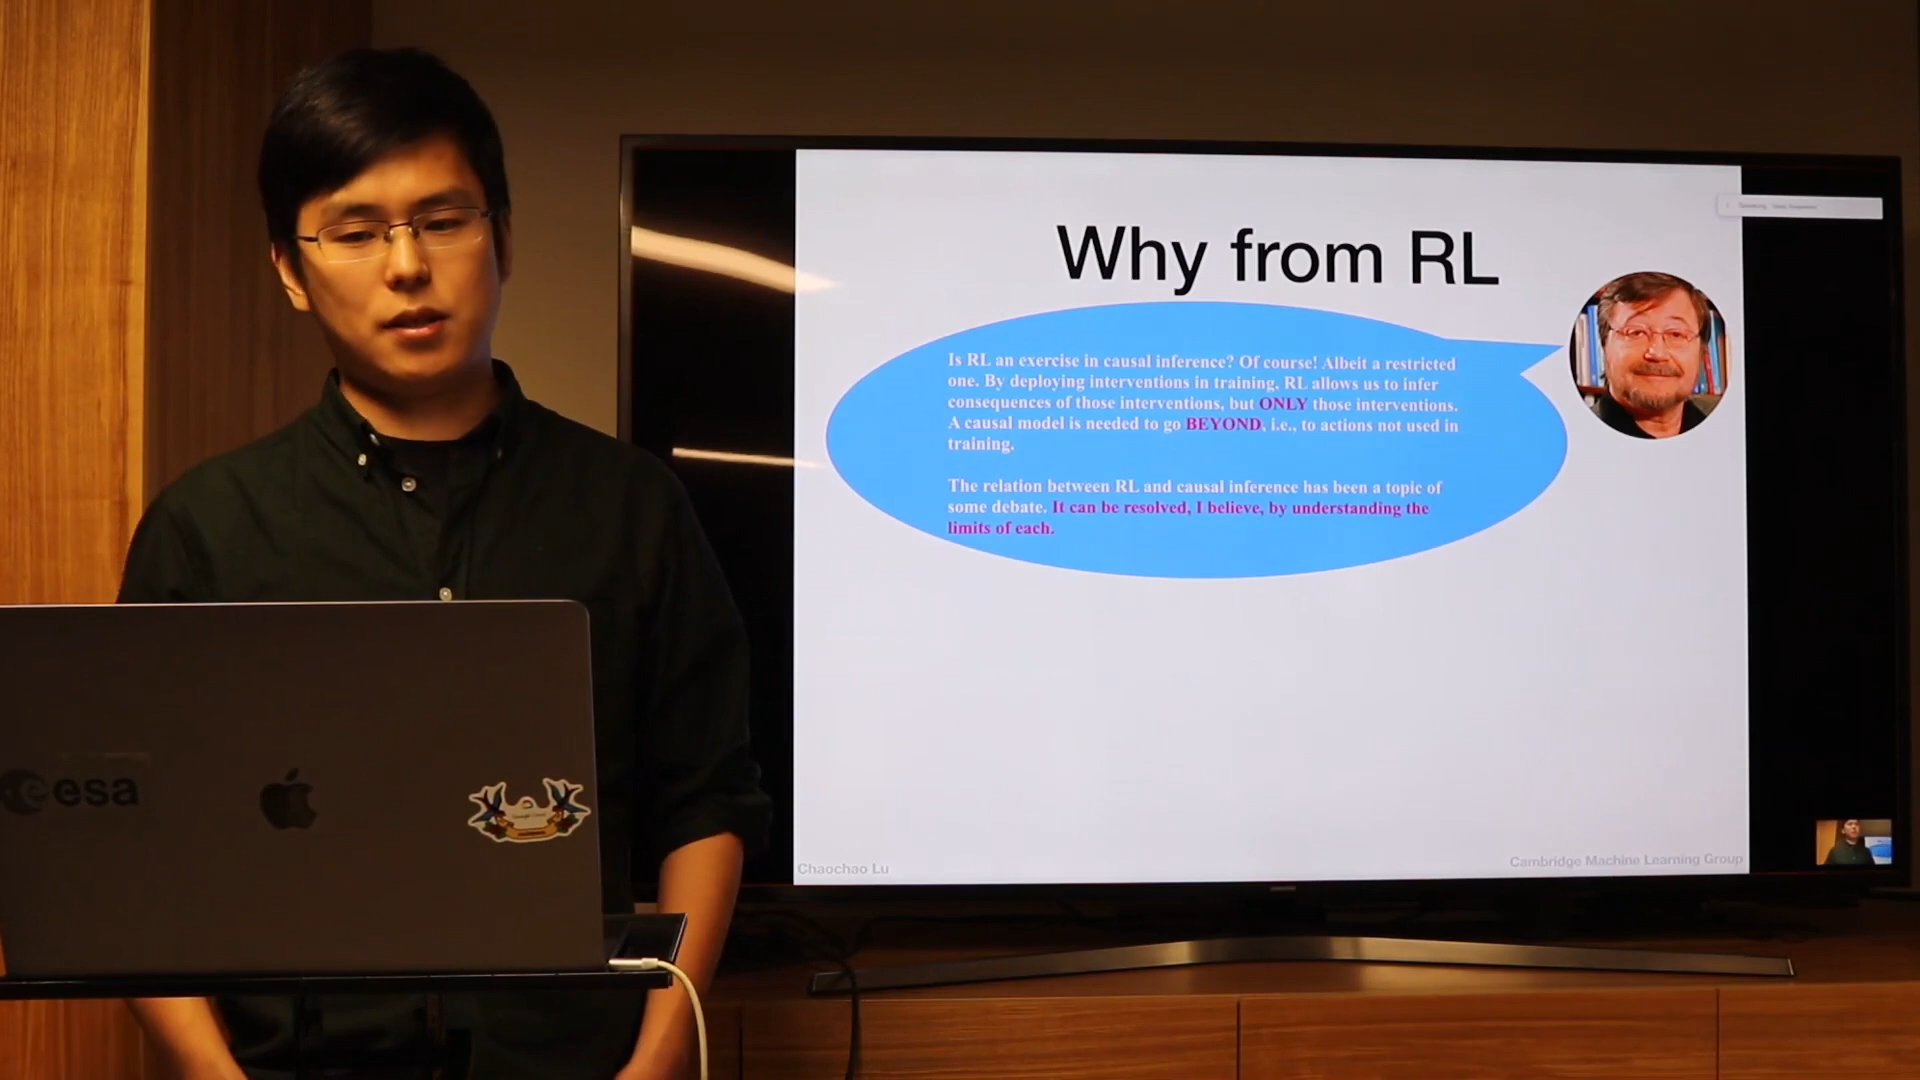 Why from RL
Is RL an exercise in causal inference? Of course! Albeit a restricted
one. By deploying interventions in training, RL allows us to infer
consequences of those interventions, but ONLY those interventions.
A causal model is needed to go BEYOND, i.e., to actions not used in
training.
The relation between RL and causal inference has been a topic of
some debate. It can be resolved, I believe, by understanding the
limits of each.
Chaochao Lu
Cambridge Machine Learning Group
esa